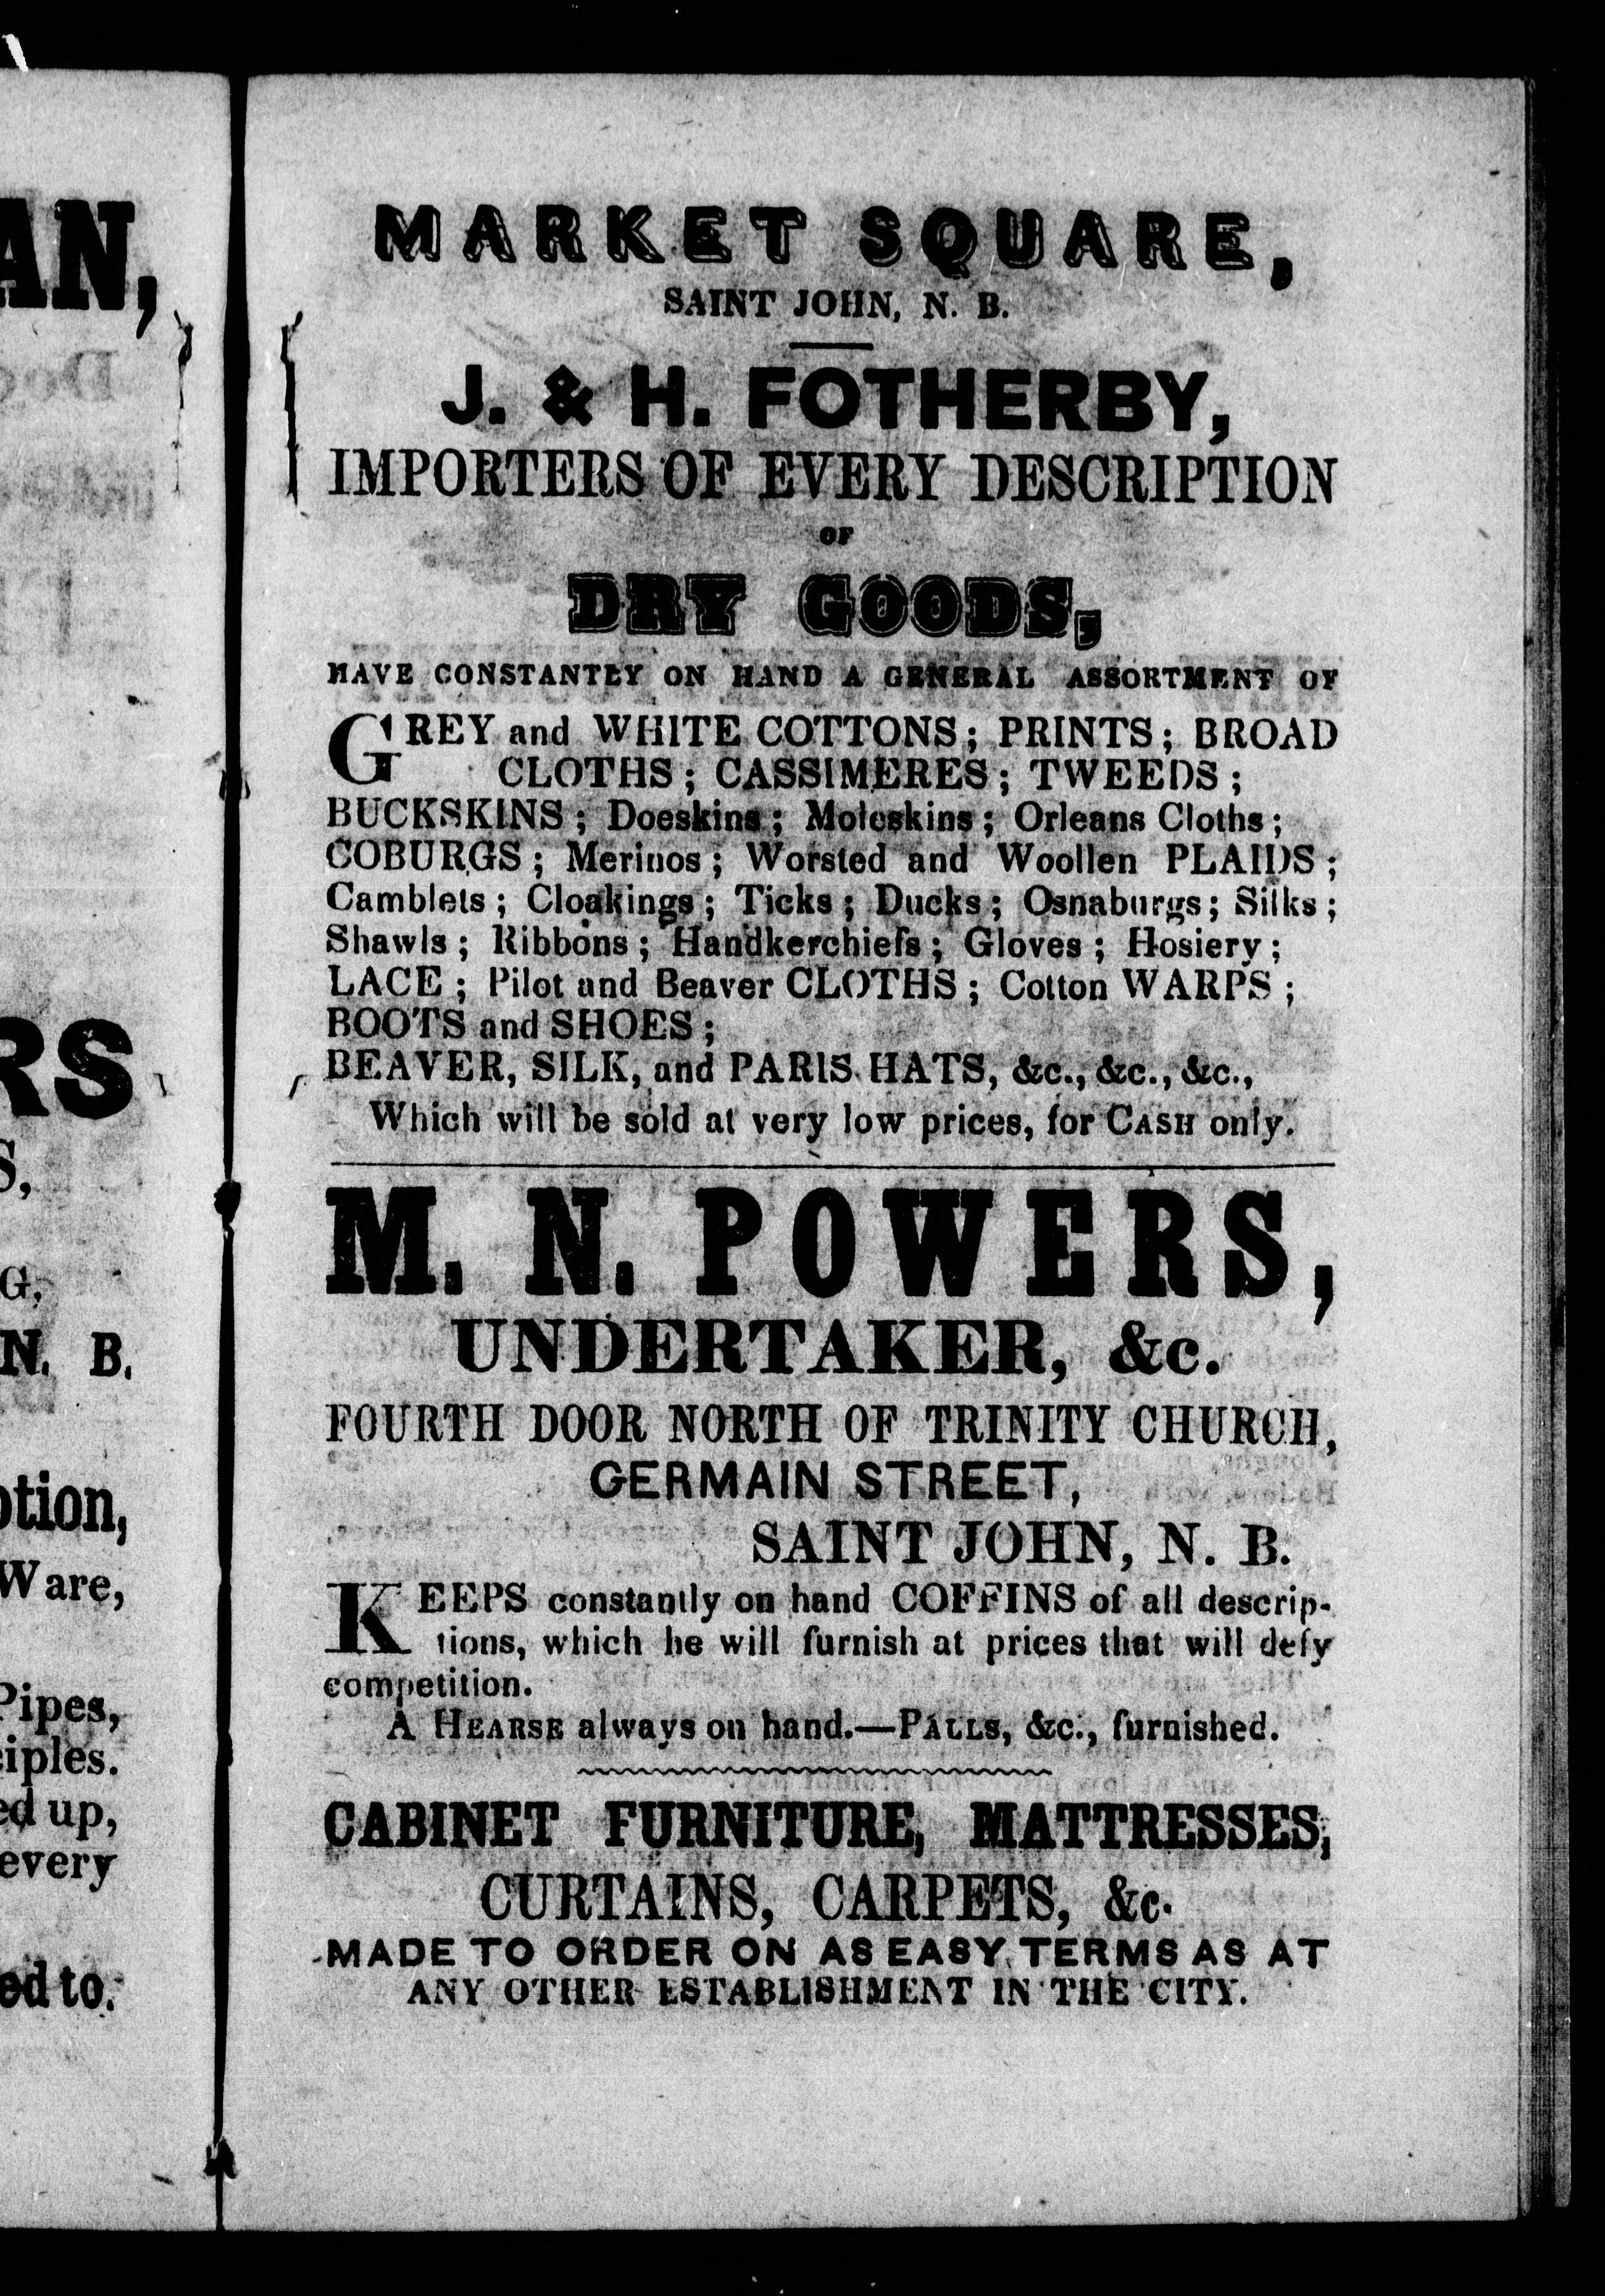 AN,
RS
S,
G,
N. B.
Ware,
Pipes,
up,
every
to.
MARKET SQUARE,
SAINT JOHN, N. B.
J. & H. FOTHERBY,
IMPORTERS OF EVERY DESCRIPTION
OF
DRY GOODS,
HAVE CONSTANTLY ON HAND A GENERAL ASSORTMENT OF
GREY and WHITE COTTONS; PRINTS; BROAD
CLOTHS; CASSIMERES; TWEEDS;
BUCKSKINS; Doeskins; Moleskins; Orleans Cloths;
COBURGS; Merinos; Worsted and Woollen PLAIDS;
Camblets; Cloakings; Ticks; Ducks; Osnaburgs; Silks;
Shawls; Ribbons; Handkerchiefs; Gloves; Hosiery;
LACE; Pilot and Beaver CLOTHS; Cotton WARPS;
BOOTS and SHOES;
BEAVER, SILK, and PARIS HATS, &c., &c., &c.,
Which will be sold at very low prices, for CASH only.
M. N. POWERS,
UNDERTAKER, &c.
FOURTH DOOR NORTH OF TRINITY CHURCH,
GERMAIN STREET,
SAINT JOHN, N. B.
KEEPS constantly on hand COFFINS of all descrip-
tions, which he will furnish at prices that will defy
competition.
A HEARSE always on hand.—PALLS, &c., furnished.
CABINET FURNITURE, MATTRESSES,
CURTAINS, CARPETS, &c.
MADE TO ORDER ON AS EASY TERMS AS AT
ANY OTHER ESTABLISHMENT IN THE CITY.